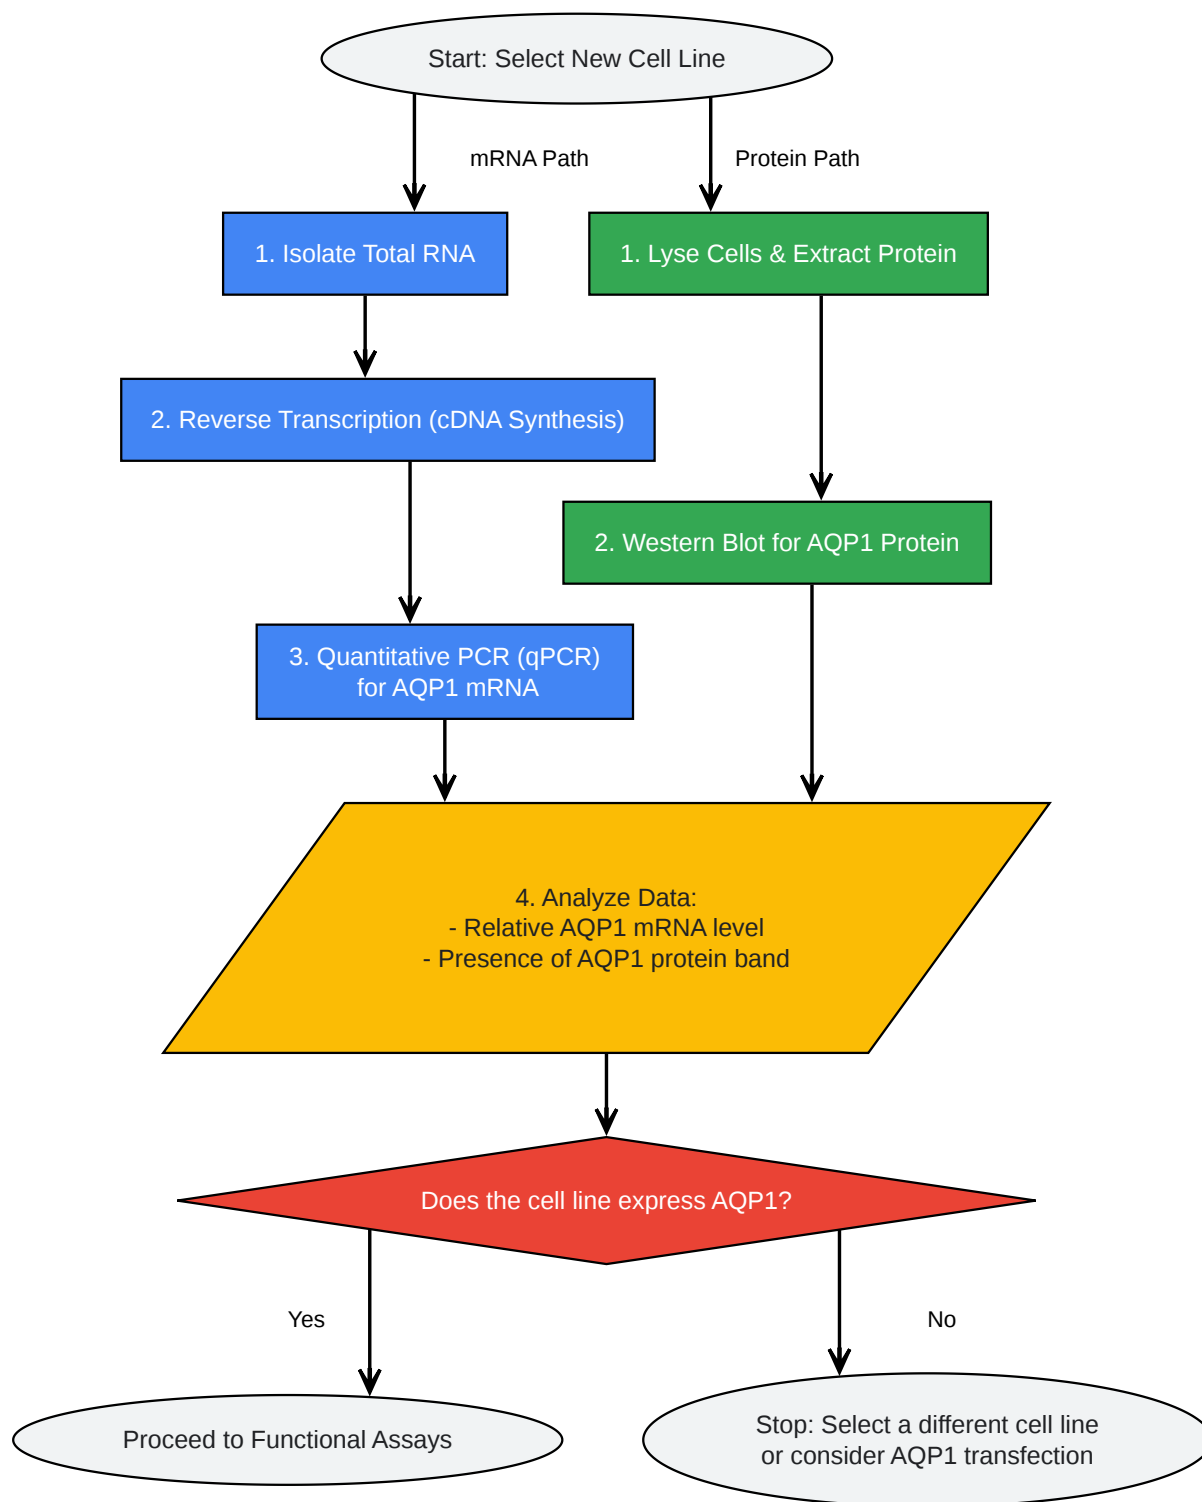 Start: Select New Cell Line
mRNA Path
Protein Path
1. Isolate Total RNA
1. Lyse Cells & Extract Protein
2. Reverse Transcription (cDNA Synthesis)
2. Western Blot for AQP1 Protein
3. Quantitative PCR (qPCR)
for AQP1 mRNA
4. Analyze Data:
- Relative AQP1 mRNA level
- Presence of AQP1 protein band
Does the cell line express AQP1?
Yes
No
Proceed to Functional Assays
Stop: Select a different cell line
or consider AQP1 transfection